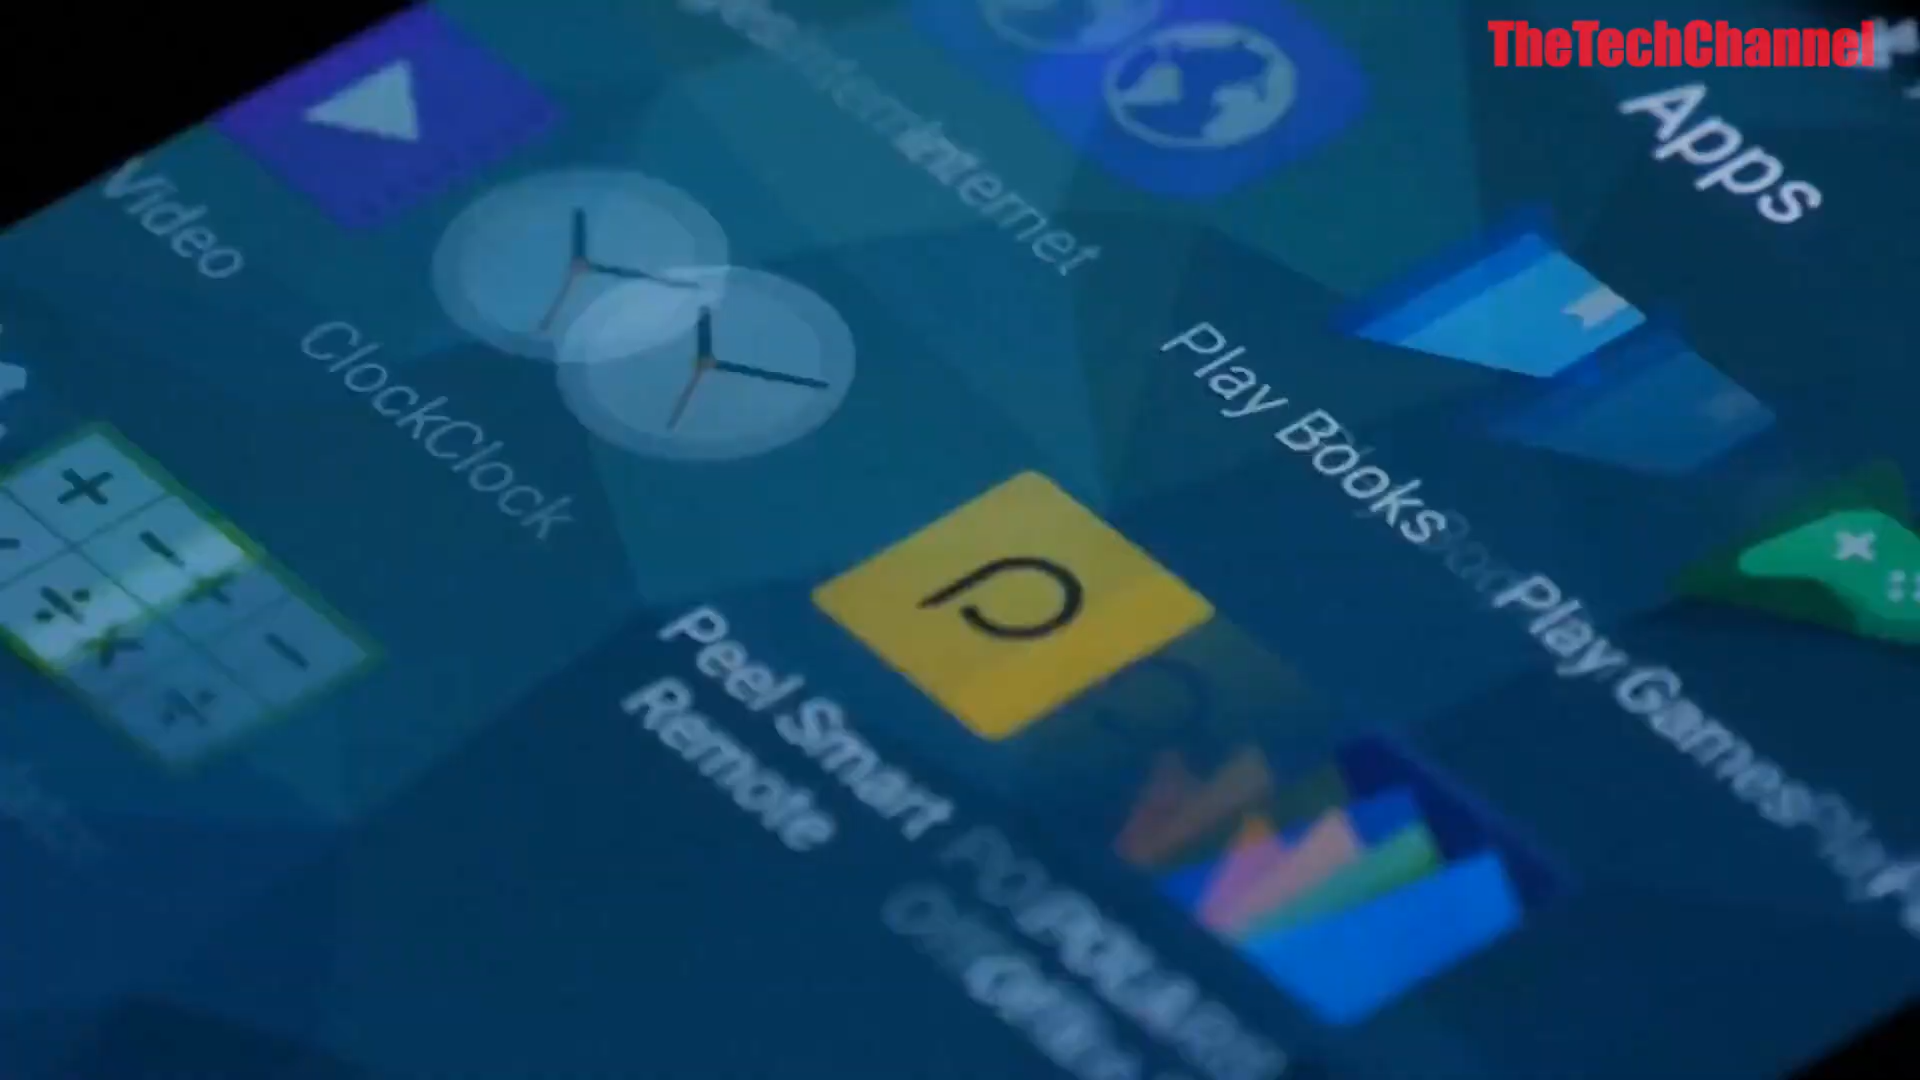 TheTechChannel
Apps
Internet
Video
ClockClock
Play Books
Play Games
Peel Smart
Remote